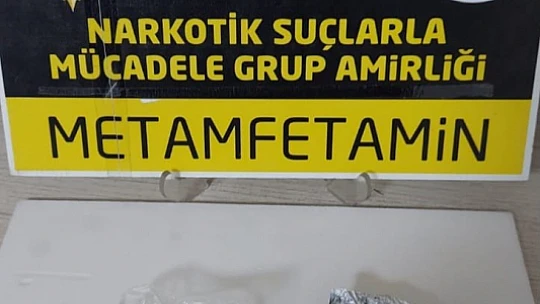 NARKOTİK SUÇLARLA
MÜCADELE GRUP AMİRLİĞİ
METAMFETAMİN